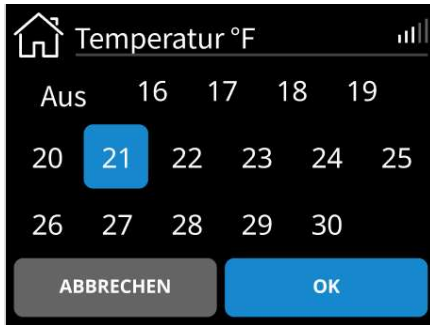 Temperatur °F
Aus 16 17 18 19
20 21 22 23 24 25
26 27 28 29 30
ABBRECHEN OK